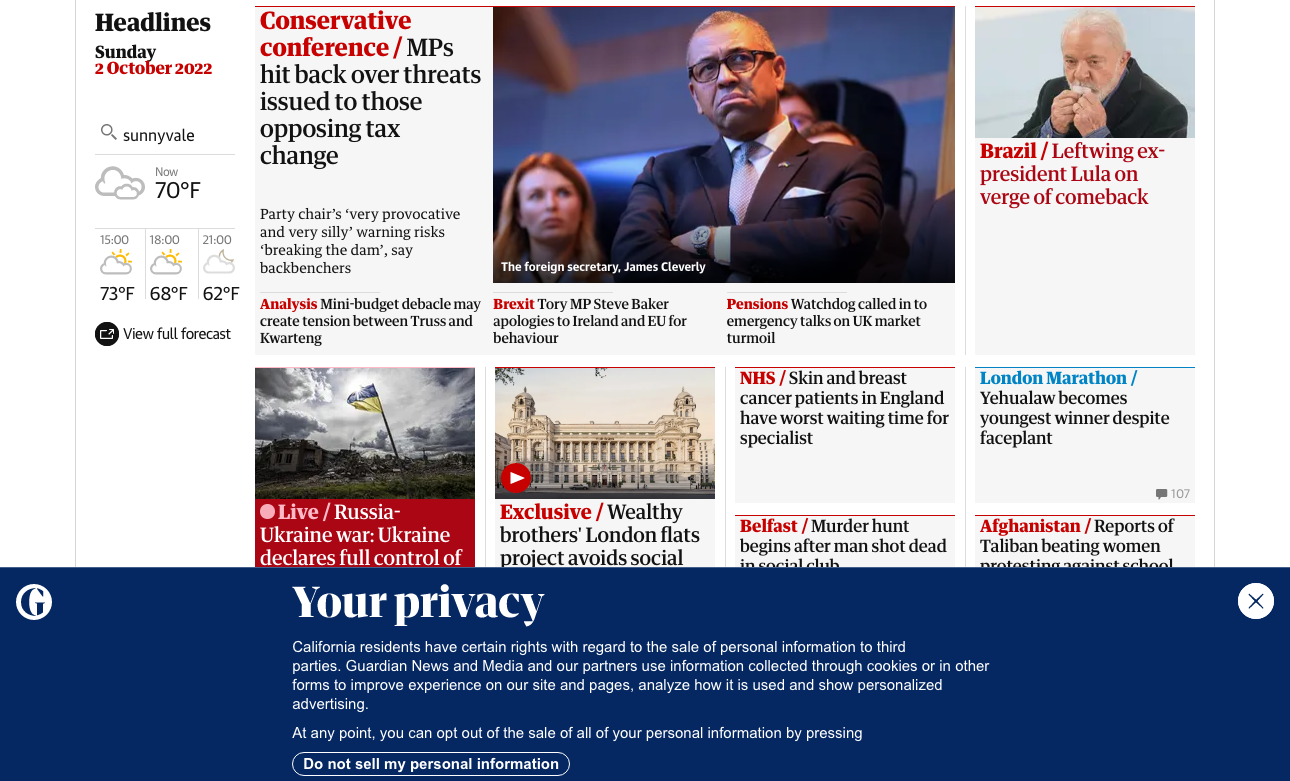 Headlines
Sunday
2 October 2022
sunnyvale
Now
70°F
15:00
73°F
18:00
68°F
21:00
62°F
View full forecast
Conservative
conference / MPs
hit back over threats
issued to those
opposing tax
change
Party chair's ‘very provocative
and very silly’ warning risks
‘breaking the dam’, say
backbenchers
The foreign secretary, James Cleverly
Analysis Mini-budget debacle may
create tension between Truss and
Kwarteng
Brexit Tory MP Steve Baker
apologies to Ireland and EU for
behaviour
Pensions Watchdog called in to
emergency talks on UK market
turmoil
Brazil / Leftwing ex-
president Lula on
verge of comeback
Live / Russia-
Ukraine war: Ukraine
declares full control of
Exclusive / Wealthy
brothers' London flats
project avoids social
NHS / Skin and breast
cancer patients in England
have worst waiting time for
specialist
London Marathon /
Yehualaw becomes
youngest winner despite
faceplant
107
Belfast / Murder hunt
begins after man shot dead
in social club
Afghanistan / Reports of
Taliban beating women
protesting against school
Your privacy
California residents have certain rights with regard to the sale of personal information to third
parties. Guardian News and Media and our partners use information collected through cookies or in other
forms to improve experience on our site and pages, analyze how it is used and show personalized
advertising.
At any point, you can opt out of the sale of all of your personal information by pressing
Do not sell my personal information